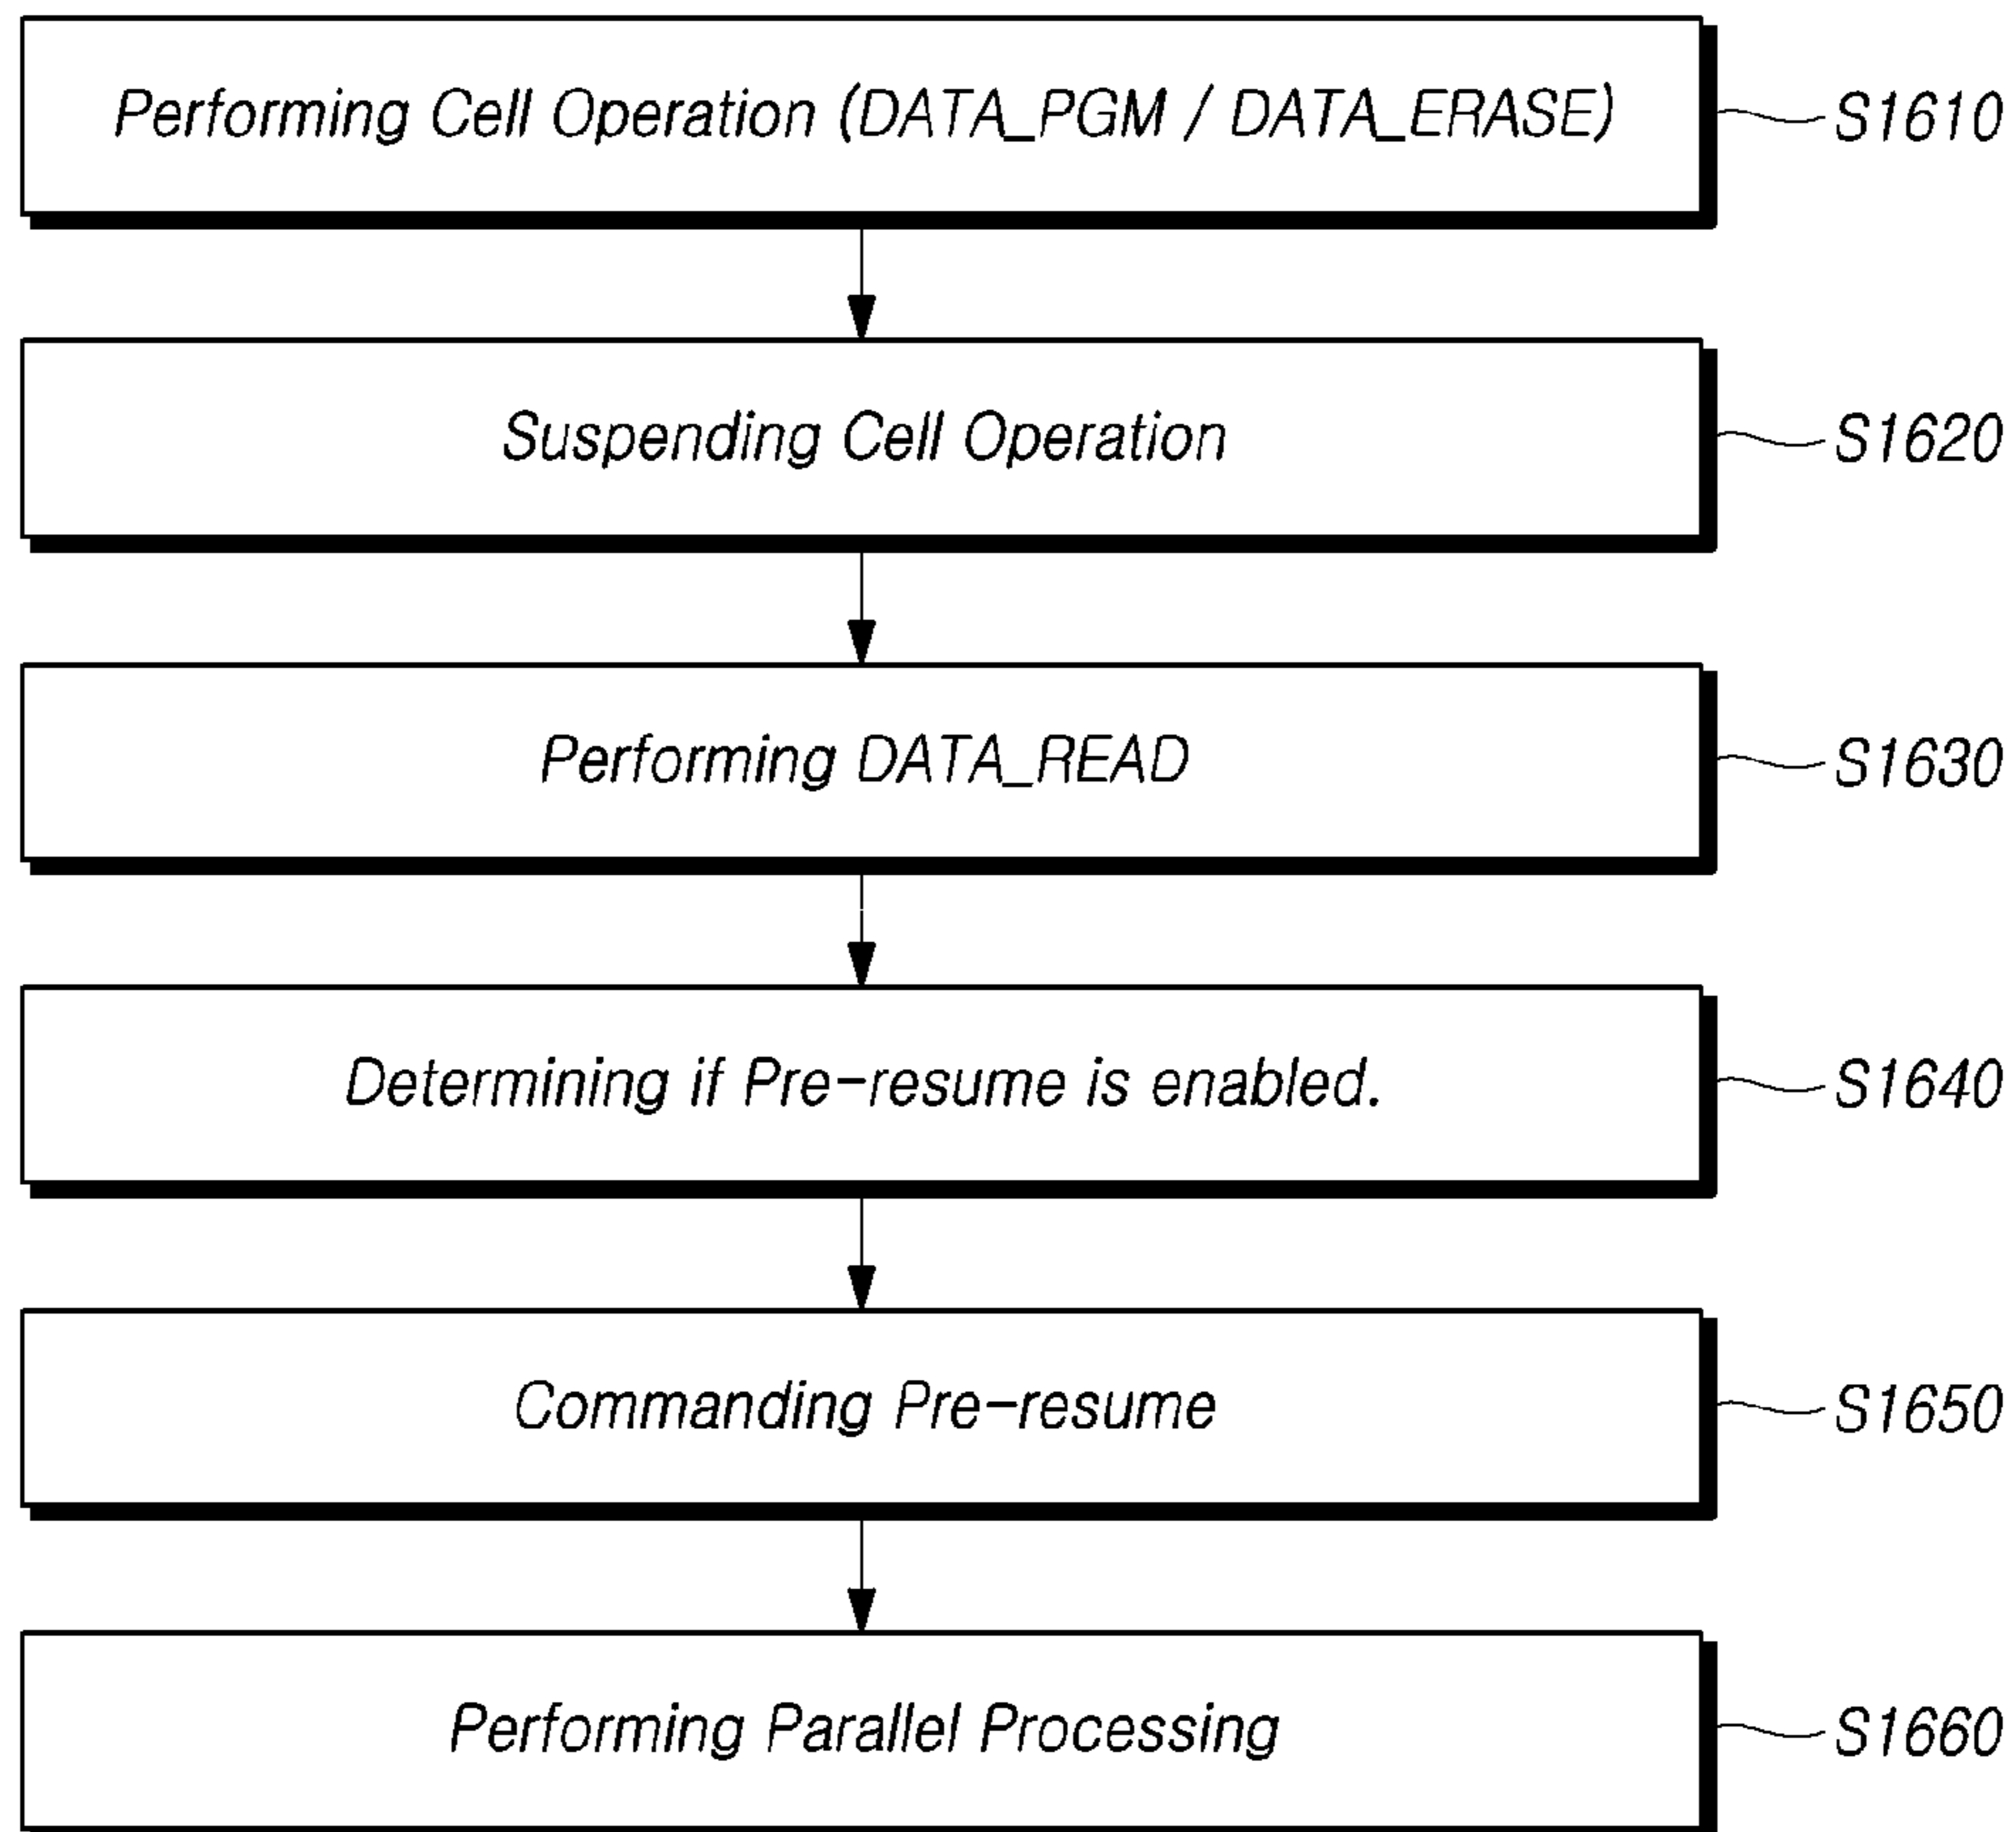 Performing Cell Operation (DATA_PGM / DATA_ERASE)
S1610
Suspending Cell Operation
S1620
Performing DATA_READ
S1630
Determining if Pre-resume is enabled.
S1640
Commanding Pre-resume
S1650
Performing Parallel Processing
S1660